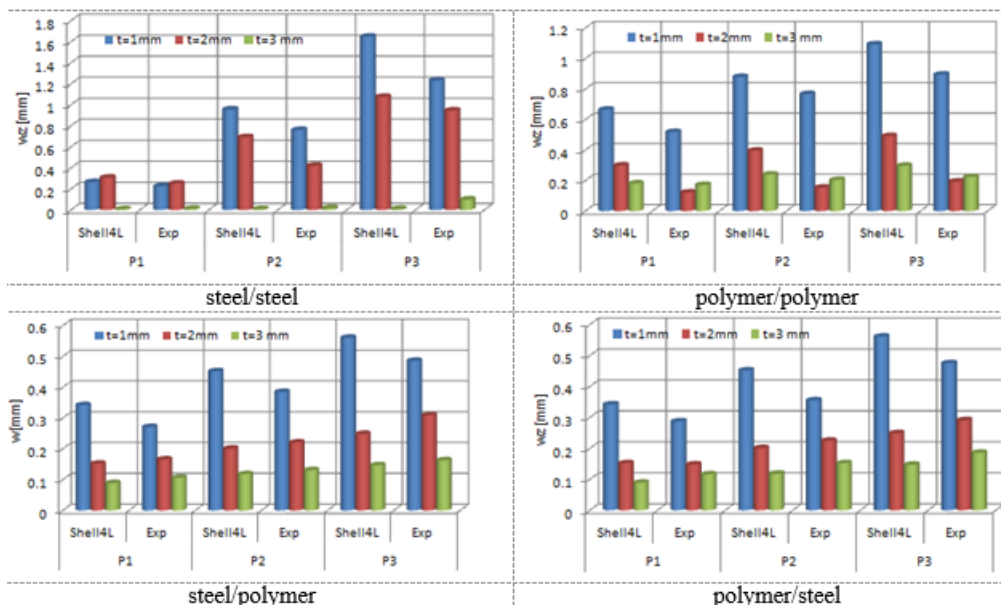 1.8
1.6
1.4
1.2
1
0.8
0.6
0.4
0.2
0
wz [mm]
t=1mm t=2mm t=3 mm
Shell4L Exp Shell4L Exp Shell4L Exp
P1 P2 P3
steel/steel
1.2
1
0.8
0.6
0.4
0.2
0
wz [mm]
t=1mm t=2mm t=3 mm
Shell4L Exp Shell4L Exp Shell4L Exp
P1 P2 P3
polymer/polymer
0.6
0.5
0.4
0.3
0.2
0.1
0
w[mm]
t=1mm t=2mm t=3 mm
Shell4L Exp Shell4L Exp Shell4L Exp
P1 P2 P3
steel/polymer
0.6
0.5
0.4
0.3
0.2
0.1
0
wz [mm]
t=1mm t=2mm t=3 mm
Shell4L Exp Shell4L Exp Shell4L Exp
P1 P2 P3
polymer/steel